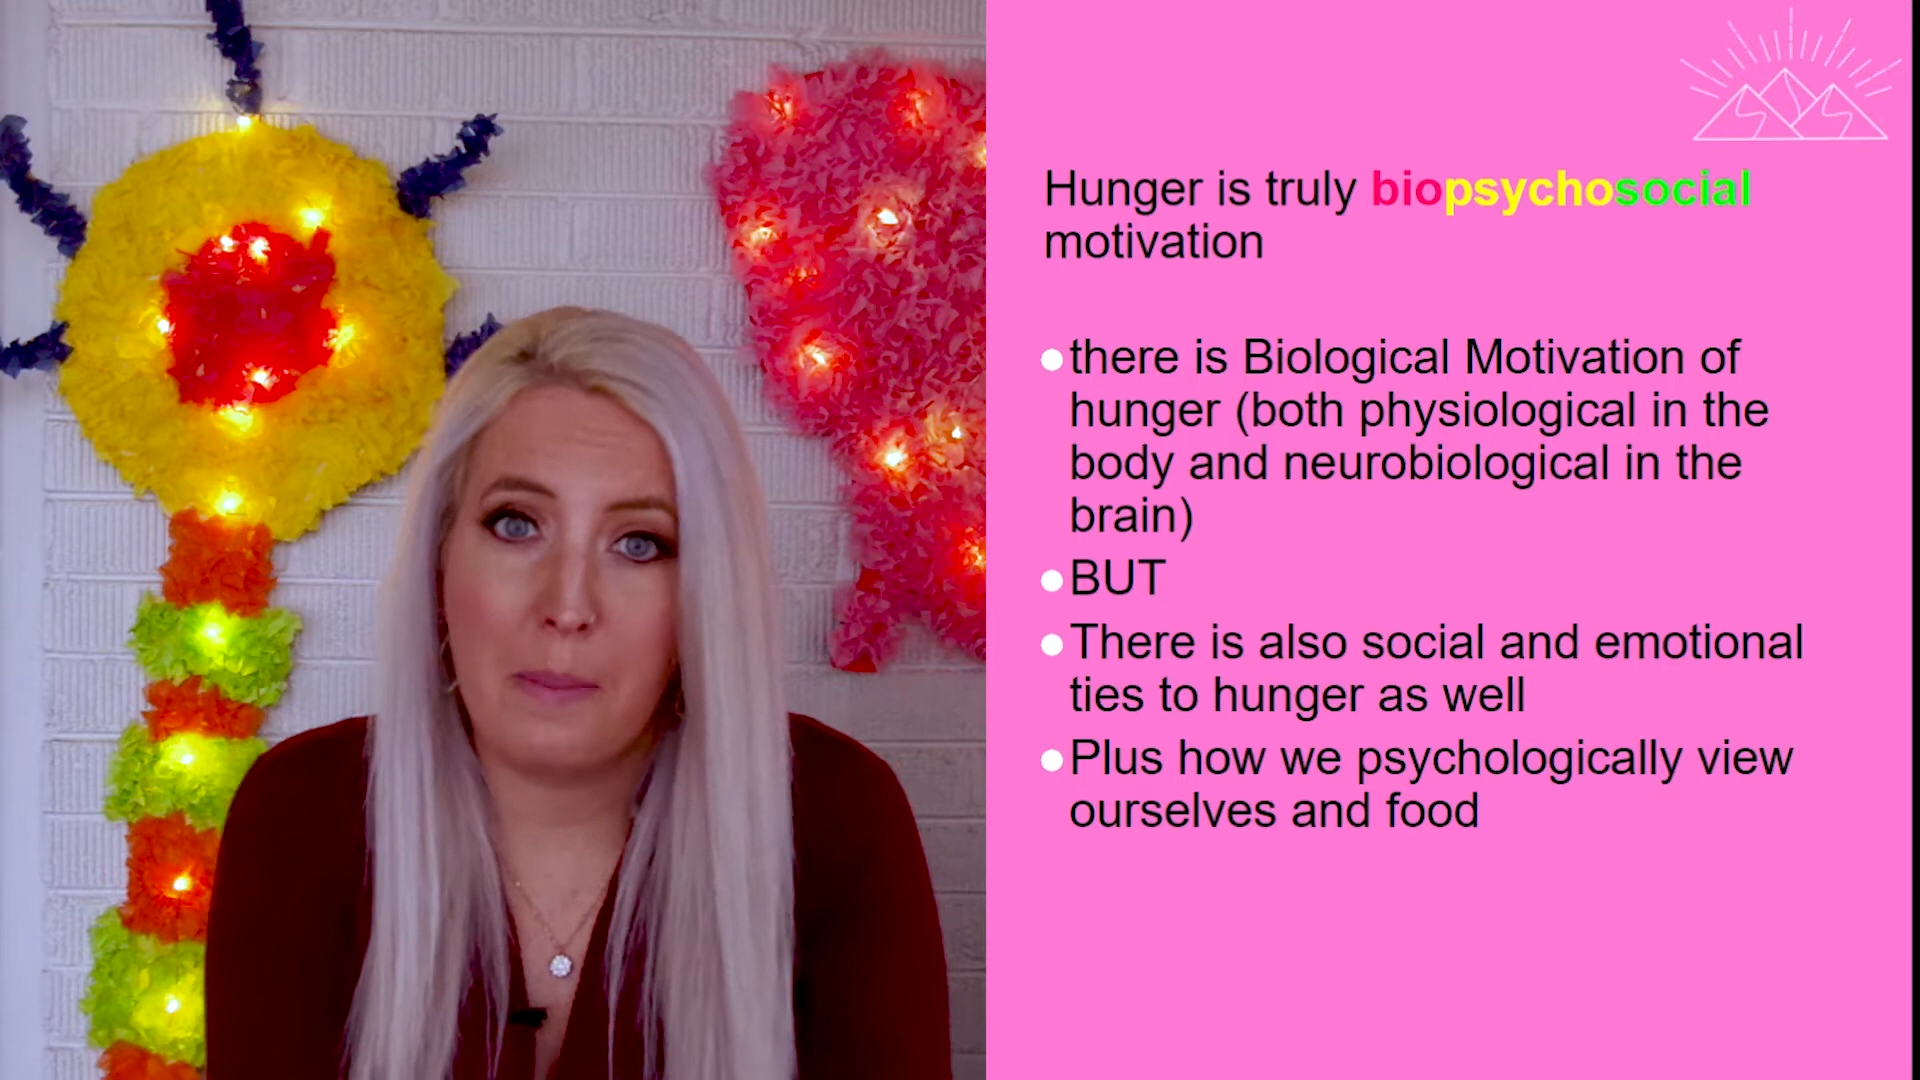 Hunger is truly biopsychosocial
motivation
there is Biological Motivation of
hunger (both physiological in the
body and neurobiological in the
brain)
BUT
There is also social and emotional
ties to hunger as well
Plus how we psychologically view
ourselves and food